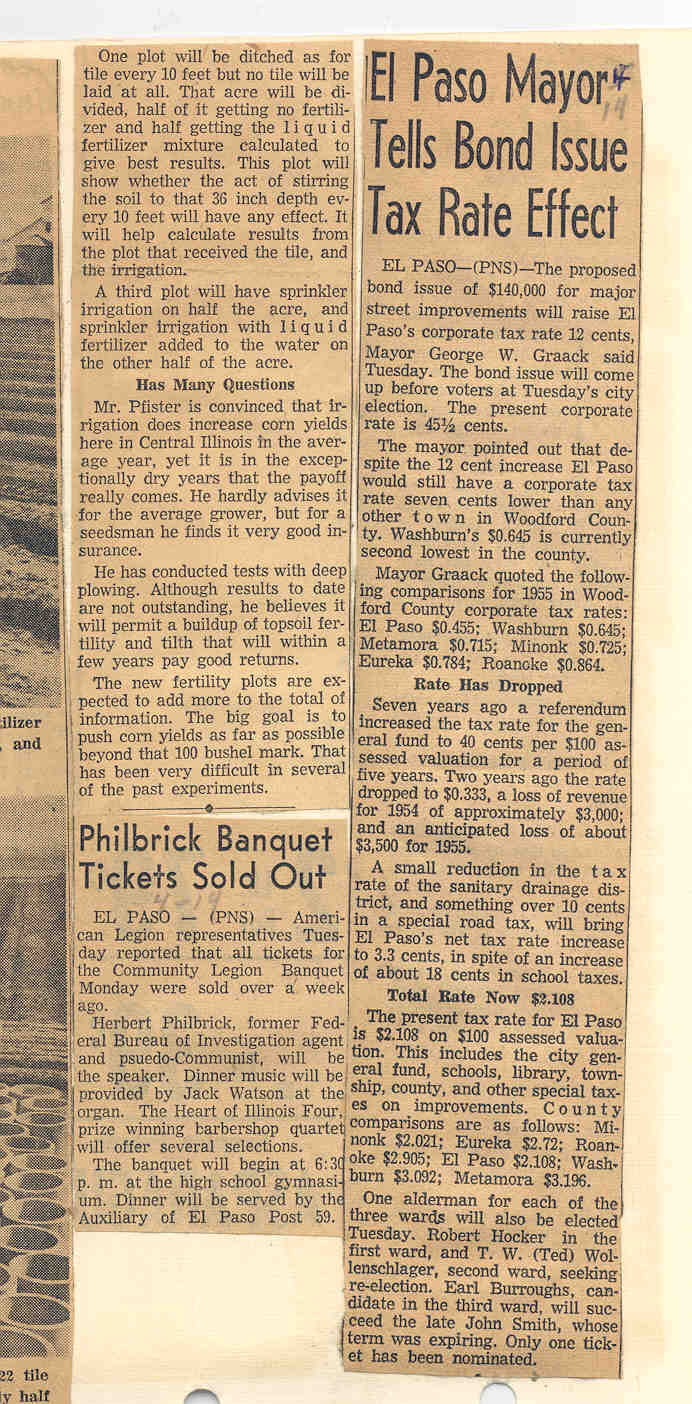 ilizer
, and
22 tile
ly half
One plot will be ditched as for
tile every 10 feet but no tile will be
laid at all. That acre will be di-
vided, half of it getting no fertili-
zer and half getting the liquid
fertilizer mixture calculated to
give best results. This plot will
show whether the act of stirring
the soil to that 36 inch depth ev-
ery 10 feet will have any effect. It
will help calculate results from
the plot that received the tile, and
the irrigation.
A third plot will have sprinkler
irrigation on half the acre, and
sprinkler irrigation with liquid
fertilizer added to the water on
the other half of the acre.
Has Many Questions
Mr. Pfister is convinced that ir-
rigation does increase corn yields
here in Central Illinois in the aver-
age year, yet it is in the excep-
tionally dry years that the payoff
really comes. He hardly advises it
for the average grower, but for a
seedsman he finds it very good in-
surance.
He has conducted tests with deep
plowing. Although results to date
are not outstanding, he believes it
will permit a buildup of topsoil fer-
tility and tilth that will within a
few years pay good returns.
The new fertility plots are ex-
pected to add more to the total of
information. The big goal is to
push corn yields as far as possible
beyond that 100 bushel mark. That
has been very difficult in several
of the past experiments.
Philbrick Banquet
Tickets Sold Out
4-19
EL PASO — (PNS) — Ameri-
can Legion representatives Tues-
day reported that all tickets for
the Community Legion Banquet
Monday were sold over a week
ago.
Herbert Philbrick, former Fed-
eral Bureau of Investigation agent
and psuedo-Communist, will be
the speaker. Dinner music will be
provided by Jack Watson at the
organ. The Heart of Illinois Four,
prize winning barbershop quartet
will offer several selections.
The banquet will begin at 6:30
p. m. at the high school gymnasi-
um. Dinner will be served by the
Auxiliary of El Paso Post 59.
El Paso Mayor
Tells Bond Issue
Tax Rate Effect
EL PASO—(PNS)—The proposed
bond issue of $140,000 for major
street improvements will raise El
Paso's corporate tax rate 12 cents,
Mayor George W. Graack said
Tuesday. The bond issue will come
up before voters at Tuesday's city
election. The present corporate
rate is 45½ cents.
The mayor pointed out that de-
spite the 12 cent increase El Paso
would still have a corporate tax
rate seven cents lower than any
other town in Woodford Coun-
ty. Washburn's $0.645 is currently
second lowest in the county.
Mayor Graack quoted the follow-
ing comparisons for 1955 in Wood-
ford County corporate tax rates:
El Paso $0.455; Washburn $0.645;
Metamora $0.715; Minonk $0.725;
Eureka $0.784; Roanoke $0.864.
Rate Has Dropped
Seven years ago a referendum
increased the tax rate for the gen-
eral fund to 40 cents per $100 as-
sessed valuation for a period of
five years. Two years ago the rate
dropped to $0.333, a loss of revenue
for 1954 of approximately $3,000;
and an anticipated loss of about
$3,500 for 1955.
A small reduction in the tax
rate of the sanitary drainage dis-
trict, and something over 10 cents
in a special road tax, will bring
El Paso's net tax rate increase
to 3.3 cents, in spite of an increase
of about 18 cents in school taxes.
Total Rate Now $2.108
The present tax rate for El Paso
is $2.108 on $100 assessed valua-
tion. This includes the city gen-
eral fund, schools, library, town-
ship, county, and other special tax-
es on improvements. County
comparisons are as follows: Mi-
nonk $2.021; Eureka $2.72; Roan-
oke $2.905; El Paso $2.108; Wash-
burn $3.092; Metamora $3.196.
One alderman for each of the
three wards will also be elected
Tuesday. Robert Hocker in the
first ward, and T. W. (Ted) Wol-
lenschlager, second ward, seeking
re-election. Earl Burroughs, can-
didate in the third ward, will suc-
ceed the late John Smith, whose
term was expiring. Only one tick-
et has been nominated.